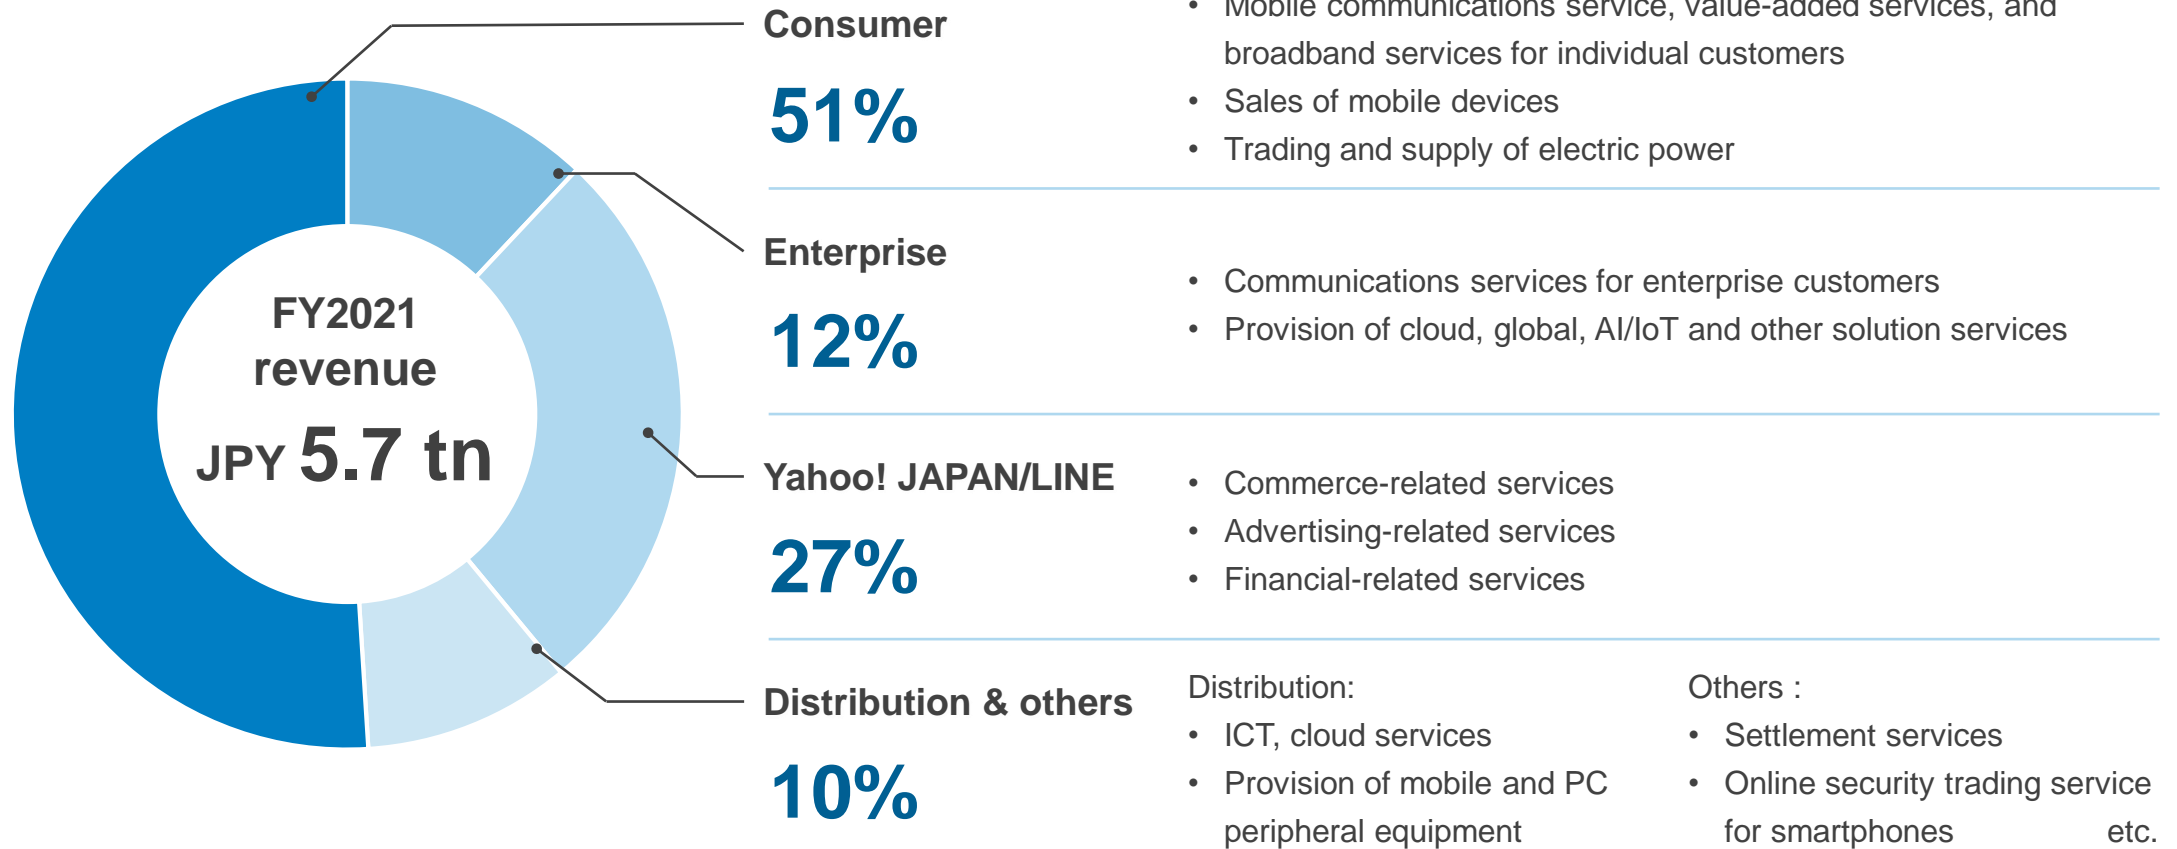 Consumer
51%
• Mobile communications service, value-added services, and
broadband services for individual customers
• Sales of mobile devices
• Trading and supply of electric power
Enterprise
12%
• Communications services for enterprise customers
• Provision of cloud, global, AI/IoT and other solution services
FY2021
revenue
JPY 5.7 tn
Yahoo! JAPAN/LINE
27%
• Commerce-related services
• Advertising-related services
• Financial-related services
Distribution & others
10%
Distribution:
• ICT, cloud services
• Provision of mobile and PC
peripheral equipment
Others :
• Settlement services
• Online security trading service
for smartphones etc.